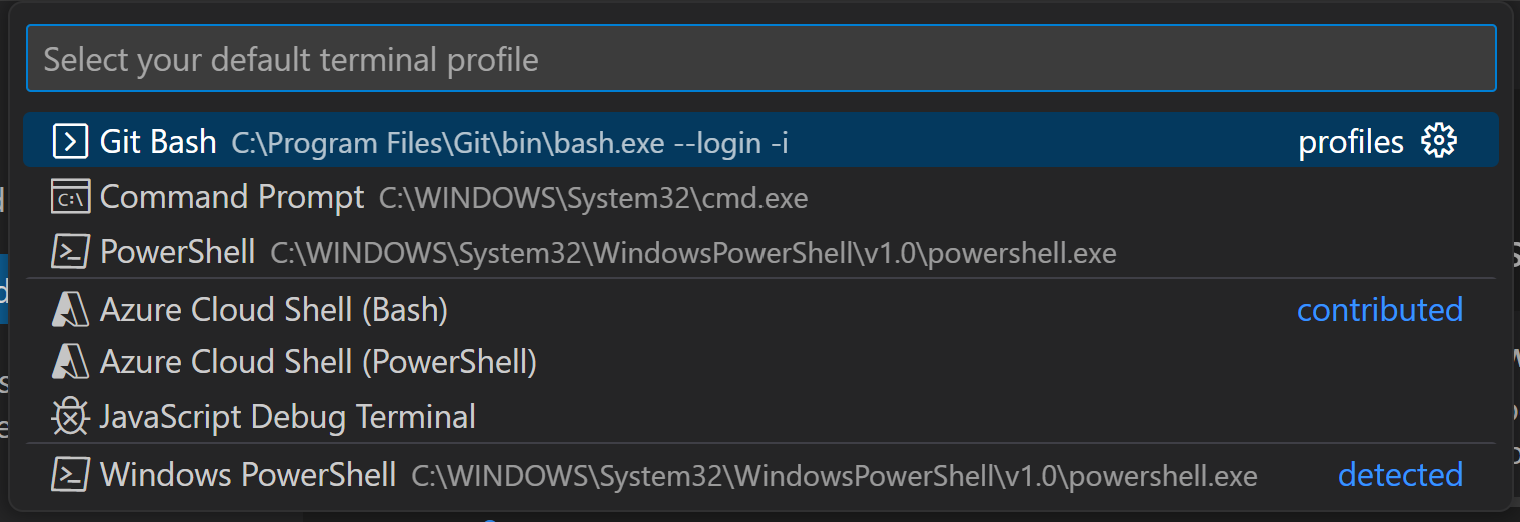 Select your default terminal profile
Git Bash C:\Program Files\Git\bin\bash.exe --login -i profiles
Command Prompt C:\WINDOWS\System32\cmd.exe
PowerShell C:\WINDOWS\System32\WindowsPowerShell\v1.0\powershell.exe
Azure Cloud Shell (Bash) contributed
Azure Cloud Shell (PowerShell)
JavaScript Debug Terminal
Windows PowerShell C:\WINDOWS\System32\WindowsPowerShell\v1.0\powershell.exe detected